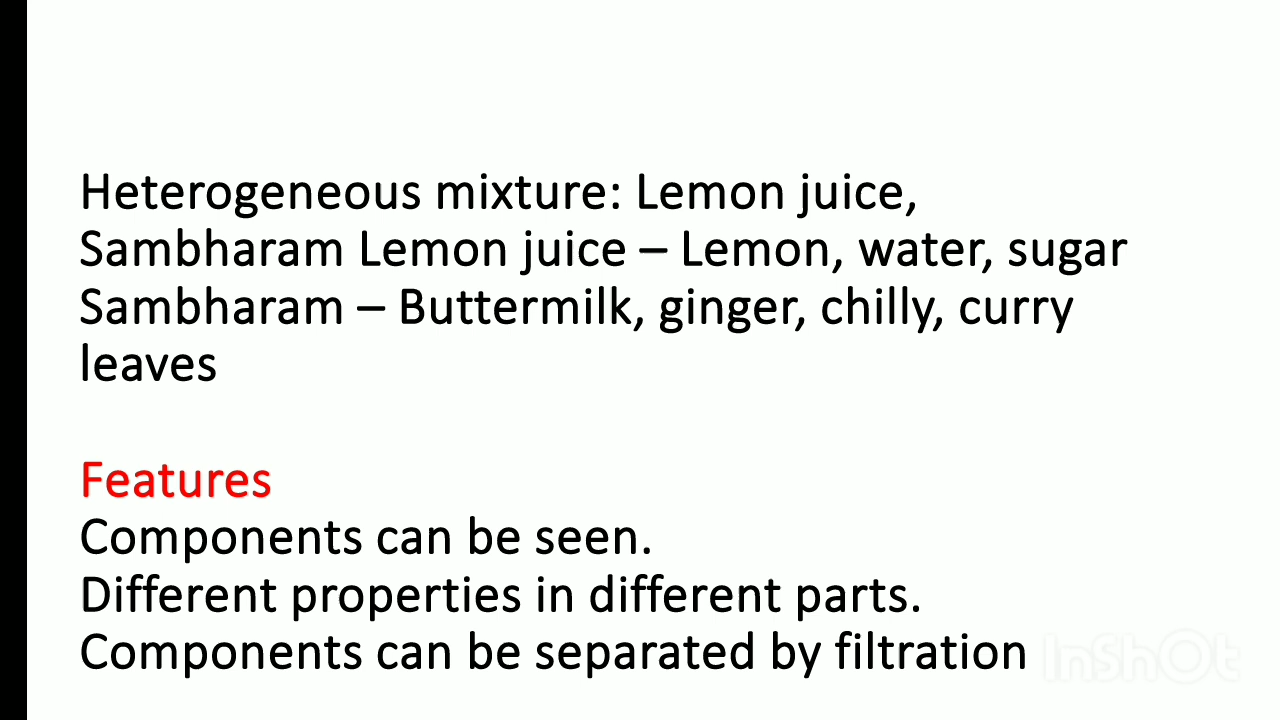 Heterogeneous mixture: Lemon juice,
Sambharam Lemon juice – Lemon, water, sugar
Sambharam – Buttermilk, ginger, chilly, curry
leaves
Features
Components can be seen.
Different properties in different parts.
Components can be separated by filtration
InShOt